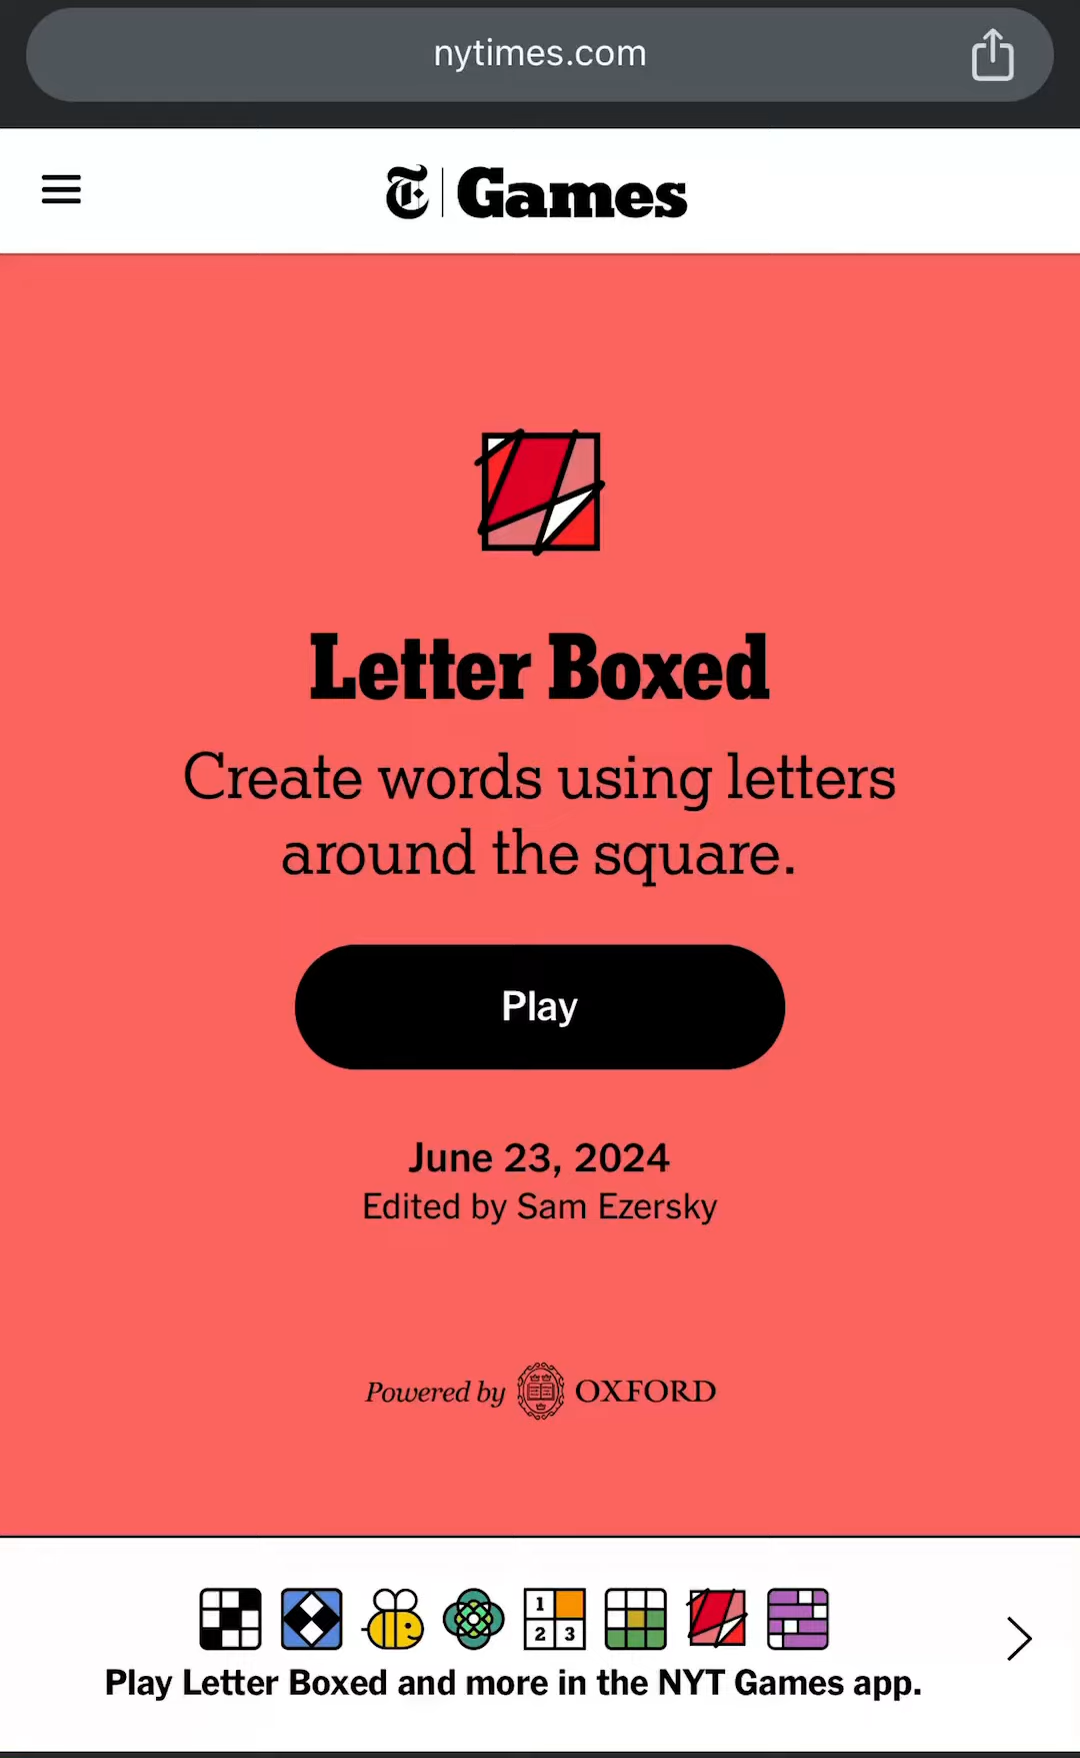 nytimes.com
T Games
Letter Boxed
Create words using letters
around the square.
Play
June 23, 2024
Edited by Sam Ezersky
Powered by OXFORD
1
2 3
Play Letter Boxed and more in the NYT Games app.